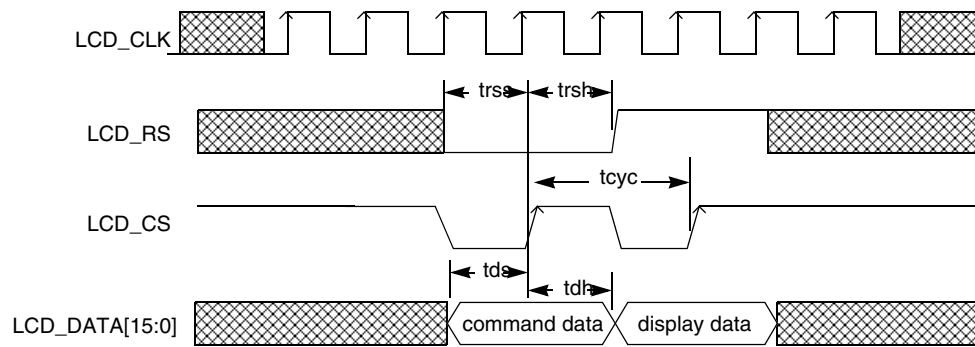 LCD_CLK
trss trsh
LCD_RS
tcyc
LCD_CS
tds
tdh
LCD_DATA[15:0] command data display data